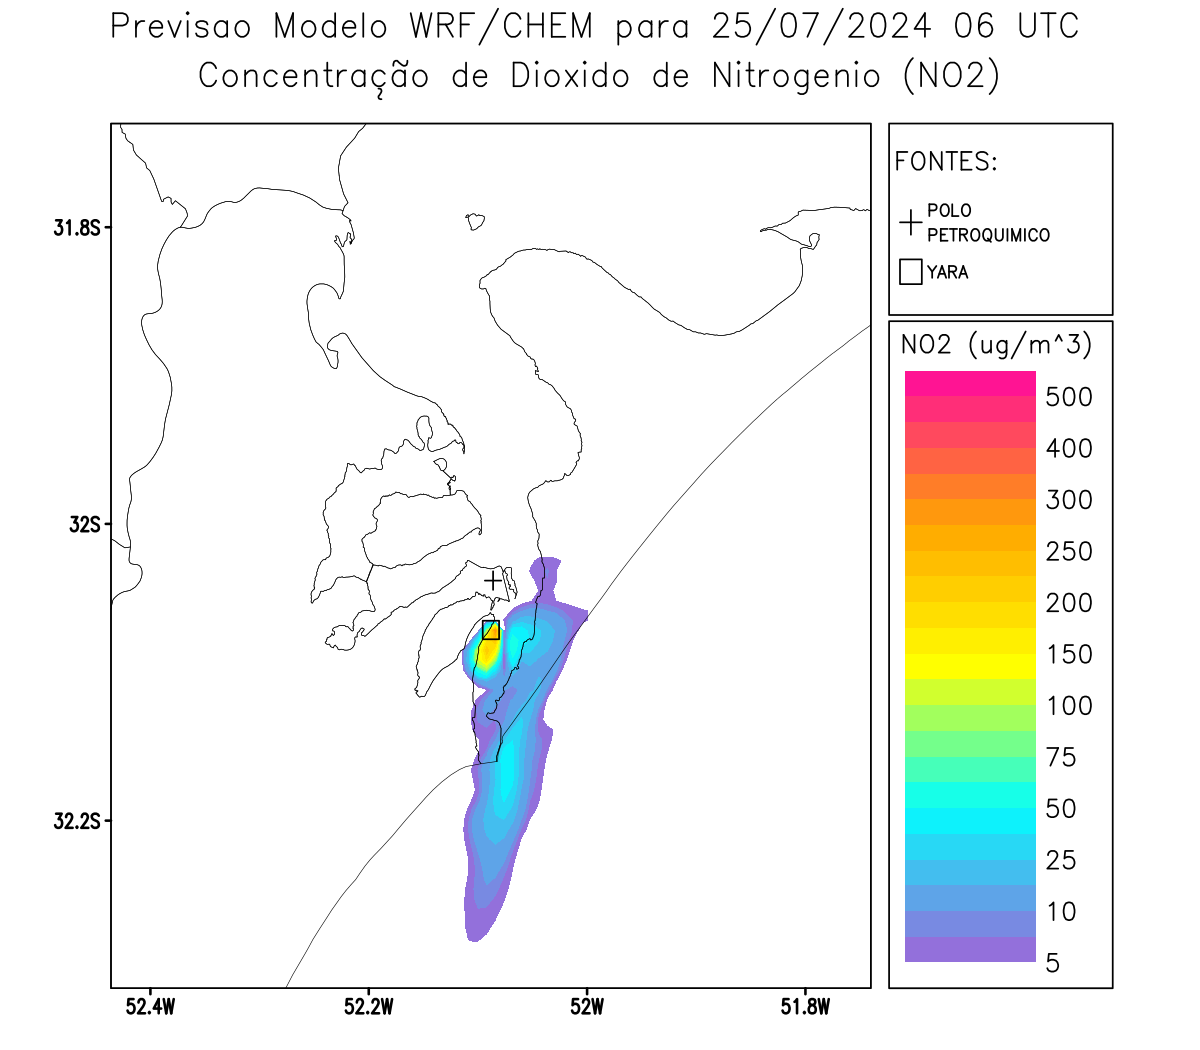 Previsao Modelo WRF/CHEM para 25/07/2024 06 UTC
Concentração de Dioxido de Nitrogenio (NO2)
FONTES:
POLO
PETROQUIMICO
YARA
NO2 (ug/m^3)
500
400
300
250
200
150
100
75
50
25
10
5
31.8S
32S
32.2S
52.4W
52.2W
52W
51.8W